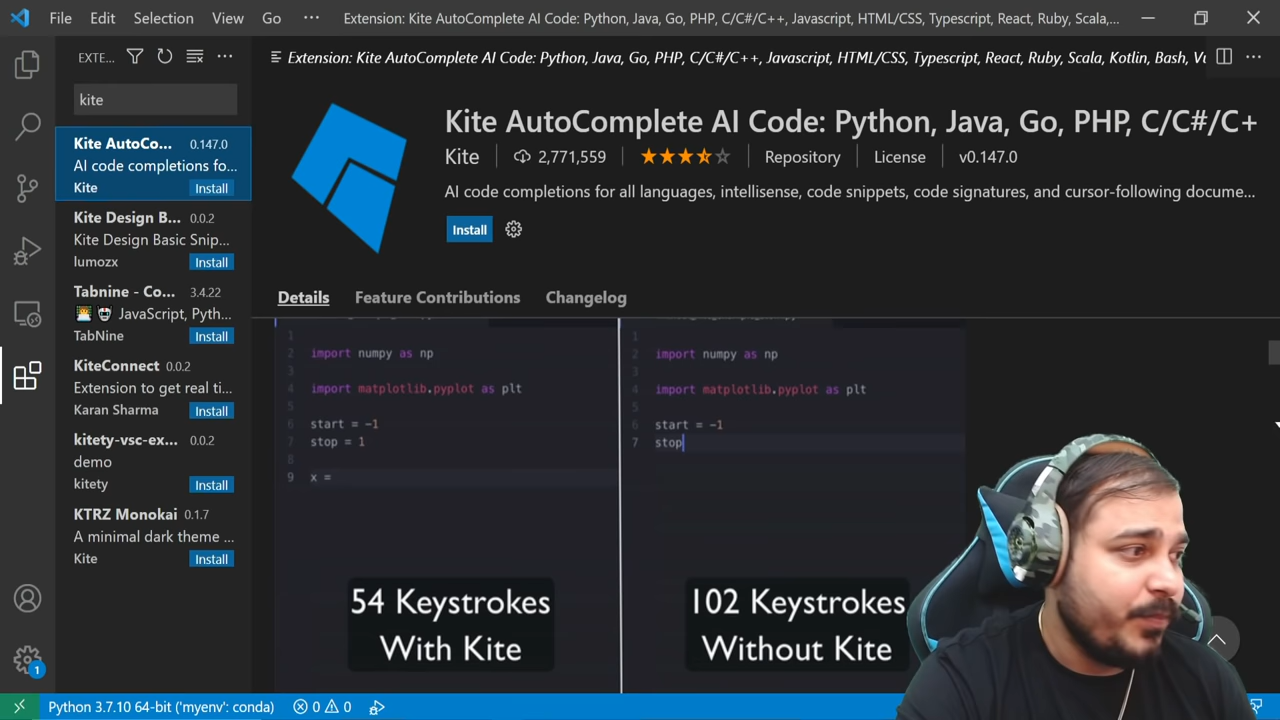 File Edit Selection View Go ··· Extension: Kite AutoComplete AI Code: Python, Java, Go, PHP, C/C#/C++, Javascript, HTML/CSS, Typescript, React, Ruby, Scala,...
EXTE... ···
Extension: Kite AutoComplete AI Code: Python, Java, Go, PHP, C/C#/C++, Javascript, HTML/CSS, Typescript, React, Ruby, Scala, Kotlin, Bash, ···
kite
Kite AutoCo... 0.147.0
AI code completions fo...
Kite Install
Kite Design B... 0.0.2
Kite Design Basic Snip...
lumozx Install
Tabnine - Co... 3.4.22
JavaScript, Pyth...
TabNine Install
KiteConnect 0.0.2
Extension to get real ti...
Karan Sharma Install
kitety-vsc-ex... 0.0.2
demo
kitety Install
KTRZ Monokai 0.1.7
A minimal dark theme ...
Kite Install
Kite AutoComplete AI Code: Python, Java, Go, PHP, C/C#/C+
Kite 2,771,559 Repository License v0.147.0
AI code completions for all languages, intellisense, code snippets, code signatures, and cursor-following docume...
Install
Details Feature Contributions Changelog
1
2 import numpy as np
3
4 import matplotlib.pyplot as plt
5
6 start = -1
7 stop = 1
8
9 x =
54 Keystrokes
With Kite
1
2 import numpy as np
3
4 import matplotlib.pyplot as plt
5
6 start = -1
7 stop
102 Keystrokes
Without Kite
1
Python 3.7.10 64-bit ('myenv': conda) 0 0